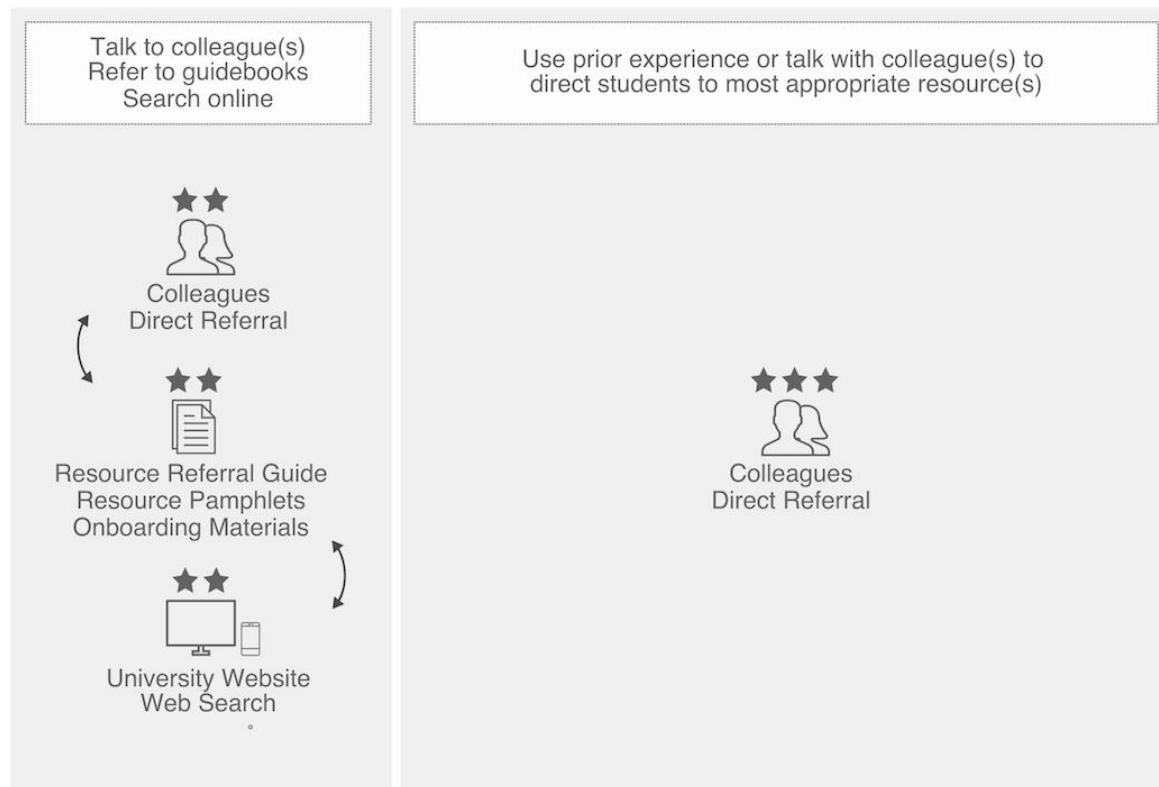 Talk to colleague(s)
Refer to guidebooks
Search online
Colleagues
Direct Referral
Resource Referral Guide
Resource Pamphlets
Onboarding Materials
University Website
Web Search
Use prior experience or talk with colleague(s) to
direct students to most appropriate resource(s)
Colleagues
Direct Referral